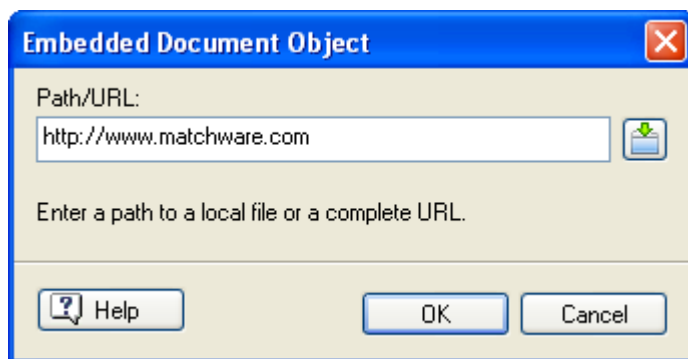 Embedded Document Object
Path/URL:
http://www.matchware.com
Enter a path to a local file or a complete URL.
Help OK Cancel